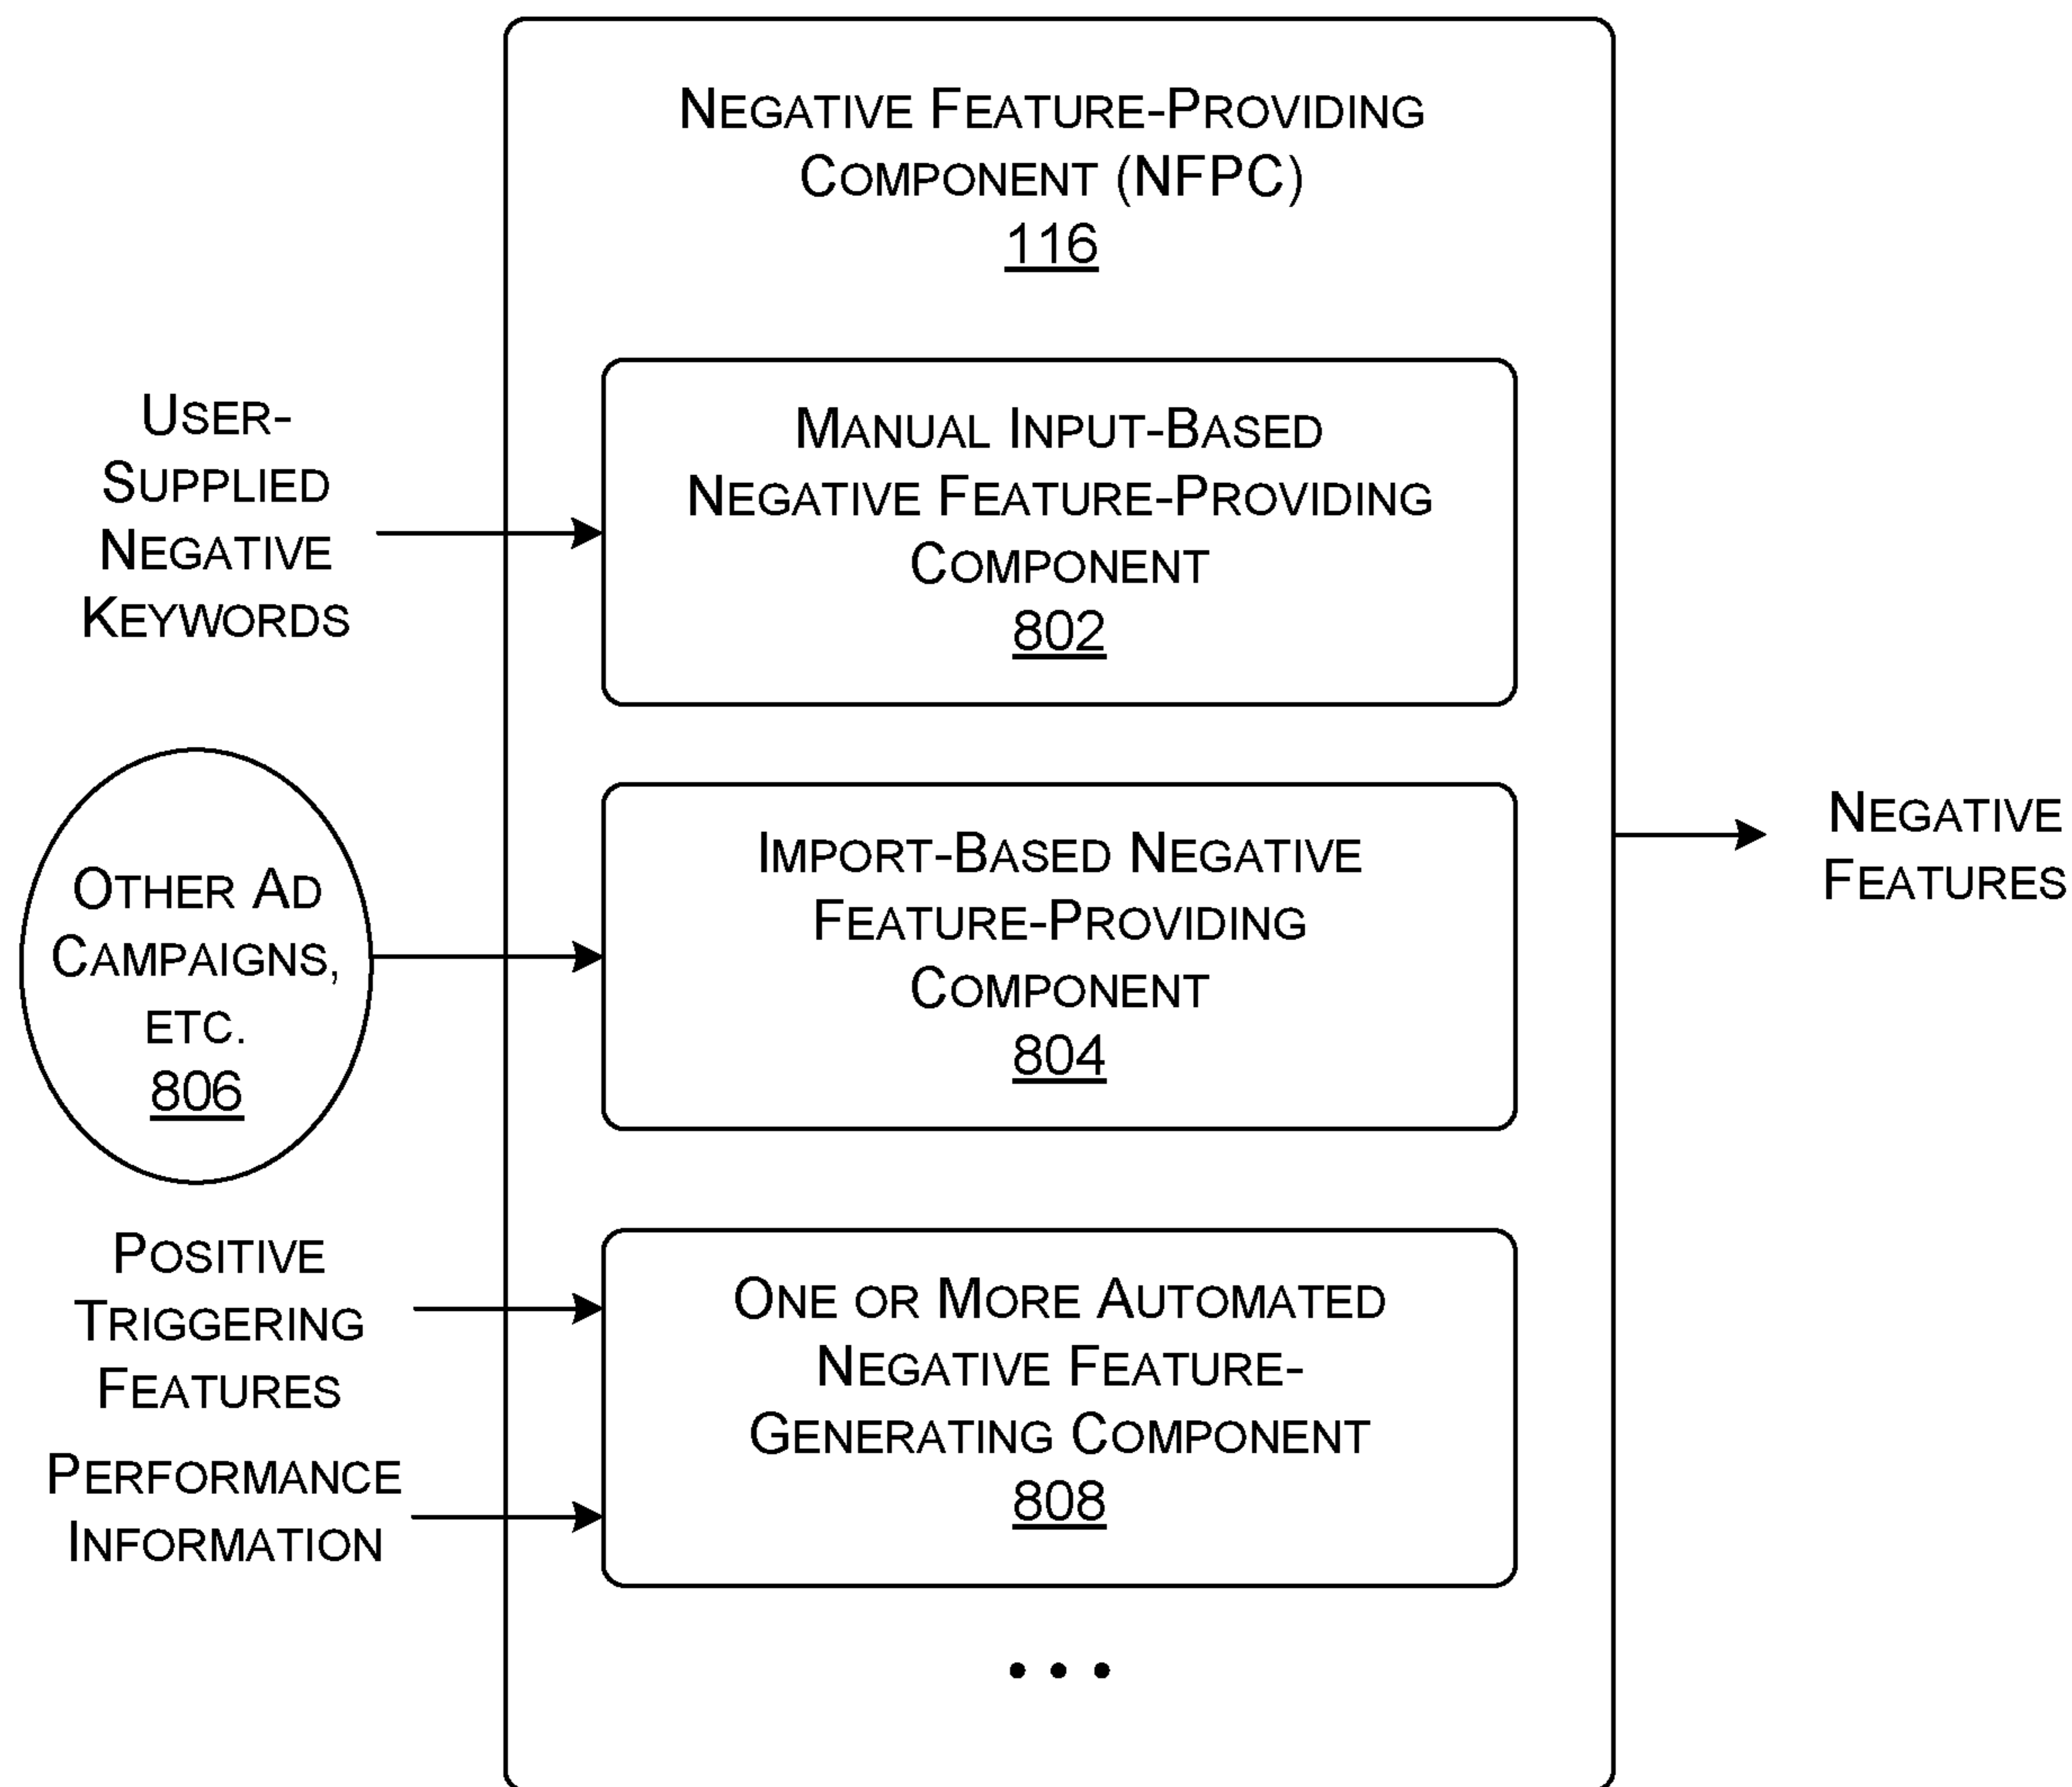 NEGATIVE FEATURE-PROVIDING
COMPONENT (NFPC)
116
USER-
SUPPLIED
NEGATIVE
KEYWORDS
MANUAL INPUT-BASED
NEGATIVE FEATURE-PROVIDING
COMPONENT
802
OTHER AD
CAMPAIGNS,
ETC.
806
IMPORT-BASED NEGATIVE
FEATURE-PROVIDING
COMPONENT
804
NEGATIVE
FEATURES
POSITIVE
TRIGGERING
FEATURES
PERFORMANCE
INFORMATION
ONE OR MORE AUTOMATED
NEGATIVE FEATURE-
GENERATING COMPONENT
808
• • •